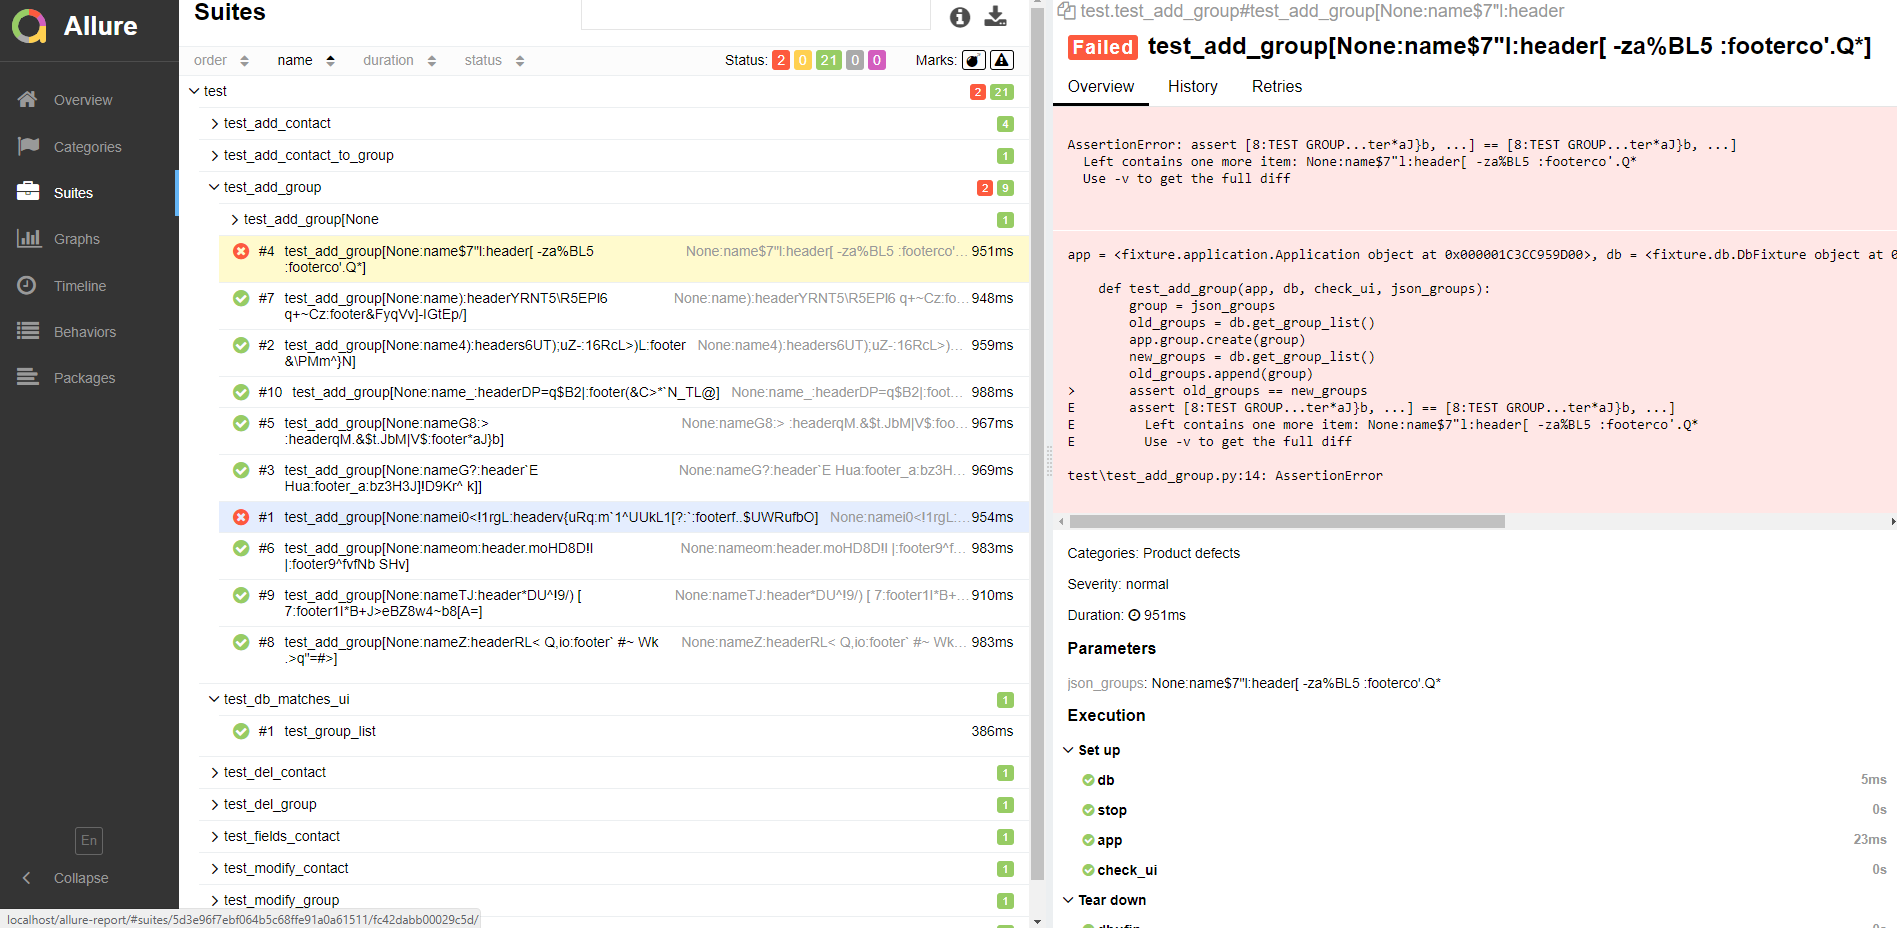 Allure
Overview
Categories
Suites
Graphs
Timeline
Behaviors
Packages
En
Collapse
Suites
order name duration status Status: 2 0 21 0 0 Marks:
test 2 21
test_add_contact 4
test_add_contact_to_group 1
test_add_group 2 9
test_add_group[None 1
#4 test_add_group[None:name$7"l:header[ -za%BL5 None:name$7"l:header[ -za%BL5 :footerco'... 951ms
:footerco'.Q*]
#7 test_add_group[None:name):headerYRNT5\R5EPl6 None:name):headerYRNT5\R5EPl6 q+~Cz:fo... 948ms
q+~Cz:footer&FyqVv]-IGtEp/]
#2 test_add_group[None:name4):headers6UT);uZ-:16RcL>)L:footer None:name4):headers6UT);uZ-:16RcL>)... 959ms
&\PMm^}N]
#10 test_add_group[None:name_:headerDP=q$B2|:footer(&C>*`N_TL@] None:name_:headerDP=q$B2|:foot... 988ms
#5 test_add_group[None:nameG8:> None:nameG8:> :headerqM.&$t.JbM|V$:foo... 967ms
:headerqM.&$t.JbM|V$:footer*aJ}b]
#3 test_add_group[None:nameG?:header`E None:nameG?:header`E Hua:footer_a:bz3H... 969ms
Hua:footer_a:bz3H3J]!D9Kr^ k]]
#1 test_add_group[None:namei0<!1rgL:headerv{uRq:m`1^UUkL1[?:`:footerf..$UWRufbO] None:namei0<!1rgL:... 954ms
#6 test_add_group[None:nameom:header.moHD8D!l None:nameom:header.moHD8D!l |:footer9^f... 983ms
|:footer9^fvfNb SHv]
#9 test_add_group[None:nameTJ:header*DU^!9/) [ None:nameTJ:header*DU^!9/) [ 7:footer1I*B+... 910ms
7:footer1I*B+J>eBZ8w4~b8[A=]
#8 test_add_group[None:nameZ:headerRL< Q,io:footer` #~ Wk None:nameZ:headerRL< Q,io:footer` #~ Wk... 983ms
.>q"=#>]
test_db_matches_ui 1
#1 test_group_list 386ms
test_del_contact 1
test_del_group 1
test_fields_contact 1
test_modify_contact 1
test_modify_group 1
localhost/allure-report/#suites/5d3e96f7ebf064b5c68ffe91a0a61511/fc42dabb00029c5d/
test.test_add_group#test_add_group[None:name$7"l:header
Failed test_add_group[None:name$7"l:header[ -za%BL5 :footerco'.Q*]
Overview History Retries
AssertionError: assert [8:TEST GROUP...ter*aJ}b, ...] == [8:TEST GROUP...ter*aJ}b, ...]
Left contains one more item: None:name$7"l:header[ -za%BL5 :footerco'.Q*
Use -v to get the full diff
app = <fixture.application.Application object at 0x000001C3CC959D00>, db = <fixture.db.DbFixture object at 0
def test_add_group(app, db, check_ui, json_groups):
group = json_groups
old_groups = db.get_group_list()
app.group.create(group)
new_groups = db.get_group_list()
old_groups.append(group)
> assert old_groups == new_groups
E assert [8:TEST GROUP...ter*aJ}b, ...] == [8:TEST GROUP...ter*aJ}b, ...]
E Left contains one more item: None:name$7"l:header[ -za%BL5 :footerco'.Q*
E Use -v to get the full diff
test\test_add_group.py:14: AssertionError
Categories: Product defects
Severity: normal
Duration: 951ms
Parameters
json_groups: None:name$7"l:header[ -za%BL5 :footerco'.Q*
Execution
Set up
db 5ms
stop 0s
app 23ms
check_ui 0s
Tear down